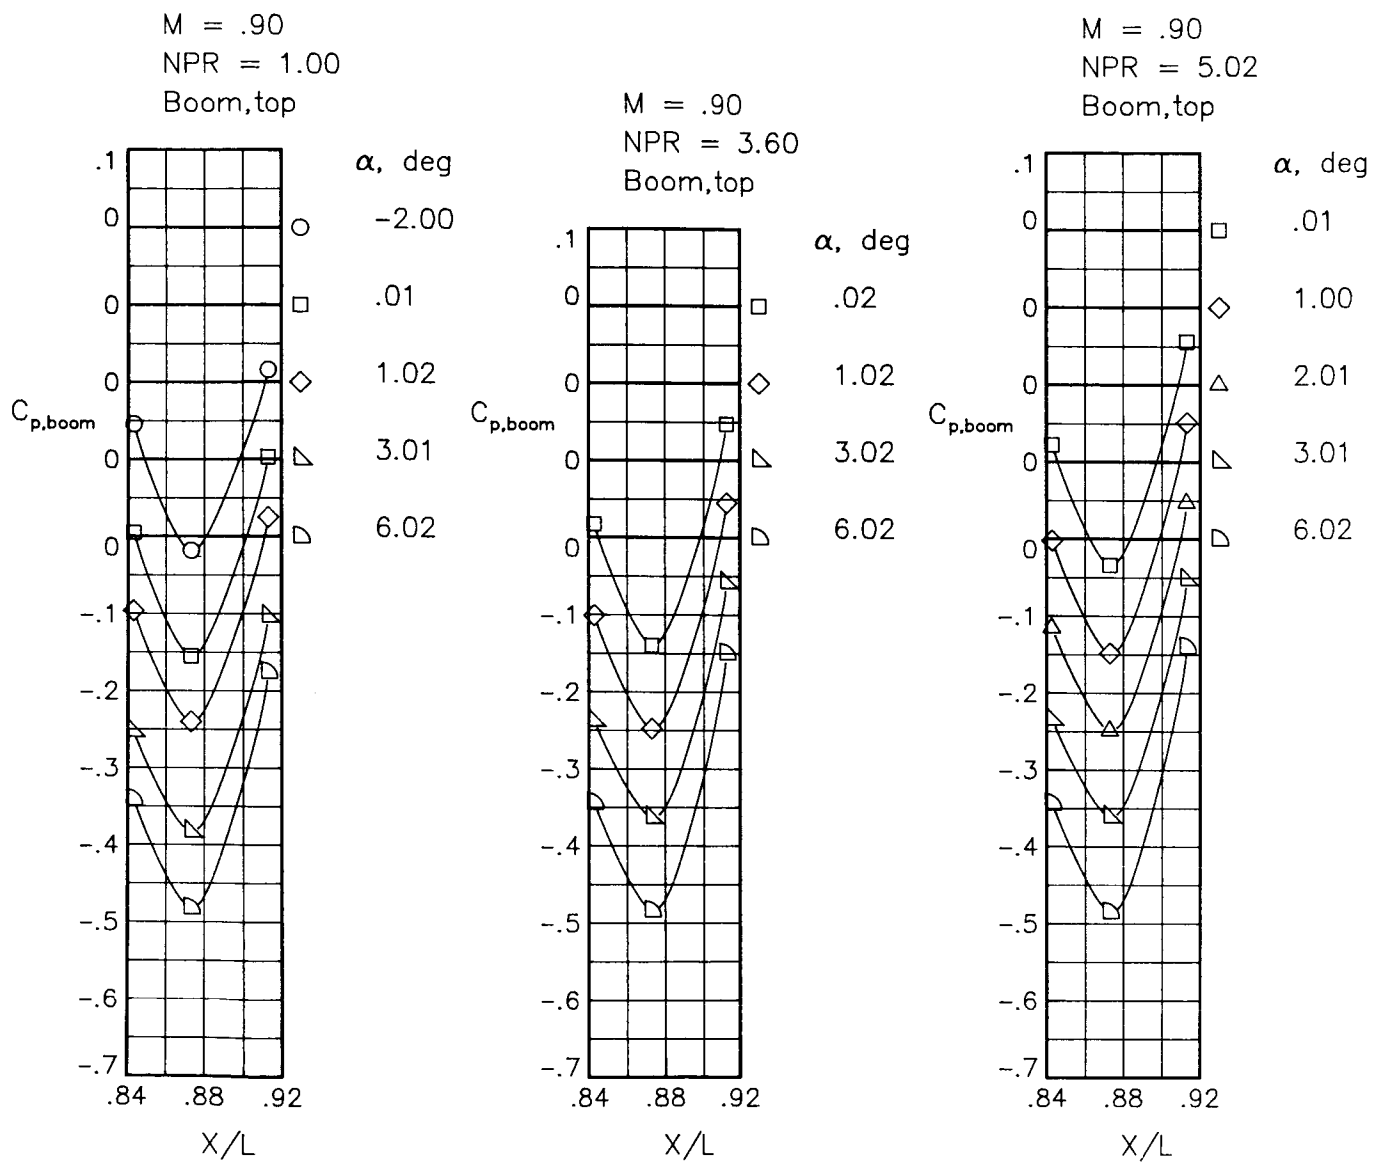 M = .90
NPR = 1.00
Boom,top
.1
0
0
0
0
0
-.1
-.2
-.3
-.4
-.5
-.6
-.7
C p,boom
.84 .88 .92
X/L
α, deg
-2.00
.01
1.02
3.01
6.02
M = .90
NPR = 3.60
Boom,top
.1
0
0
0
0
-.1
-.2
-.3
-.4
-.5
-.6
-.7
C p,boom
.84 .88 .92
X/L
α, deg
.02
1.02
3.02
6.02
M = .90
NPR = 5.02
Boom,top
.1
0
0
0
0
0
-.1
-.2
-.3
-.4
-.5
-.6
-.7
C p,boom
.84 .88 .92
X/L
α, deg
.01
1.00
2.01
3.01
6.02